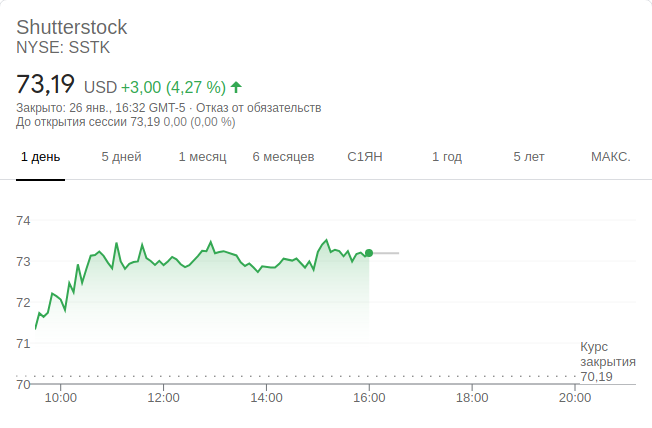 Shutterstock
NYSE: SSTK
73,19 USD +3,00 (4,27 %)
Закрыто: 26 янв., 16:32 GMT-5 · Отказ от обязательств
До открытия сессии 73,19 0,00 (0,00 %)
1 день 5 дней 1 месяц 6 месяцев С1ЯН 1 год 5 лет МАКС.
74
73
72
71
Курс
закрытия
70,19
70
10:00 12:00 14:00 16:00 18:00 20:00